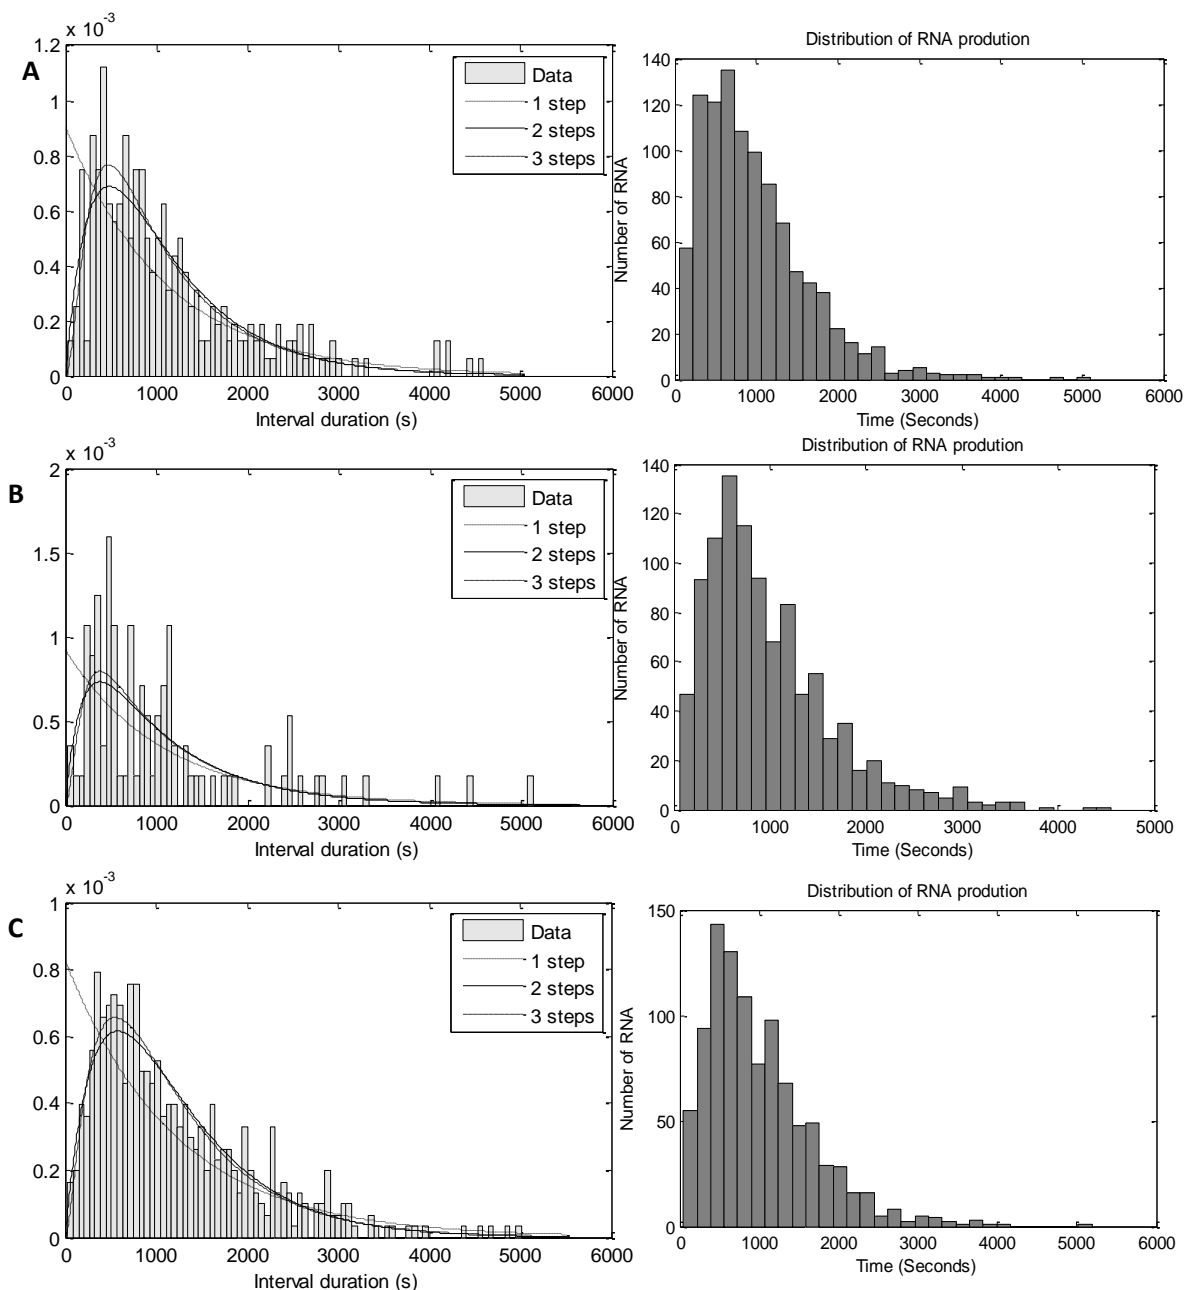 A
x 10^-3
1.2
1
0.8
0.6
0.4
0.2
0
0 1000 2000 3000 4000 5000 6000
Interval duration (s)
Data
1 step
2 steps
3 steps
Distribution of RNA prodution
Number of RNA
140
120
100
80
60
40
20
0
0 1000 2000 3000 4000 5000 6000
Time (Seconds)
B
x 10^-3
2
1.5
1
0.5
0
0 1000 2000 3000 4000 5000 6000
Interval duration (s)
Data
1 step
2 steps
3 steps
Distribution of RNA prodution
Number of RNA
140
120
100
80
60
40
20
0
0 1000 2000 3000 4000 5000
Time (Seconds)
C
x 10^-3
1
0.8
0.6
0.4
0.2
0
0 1000 2000 3000 4000 5000 6000
Interval duration (s)
Data
1 step
2 steps
3 steps
Distribution of RNA prodution
Number of RNA
150
100
50
0
0 1000 2000 3000 4000 5000 6000
Time (Seconds)